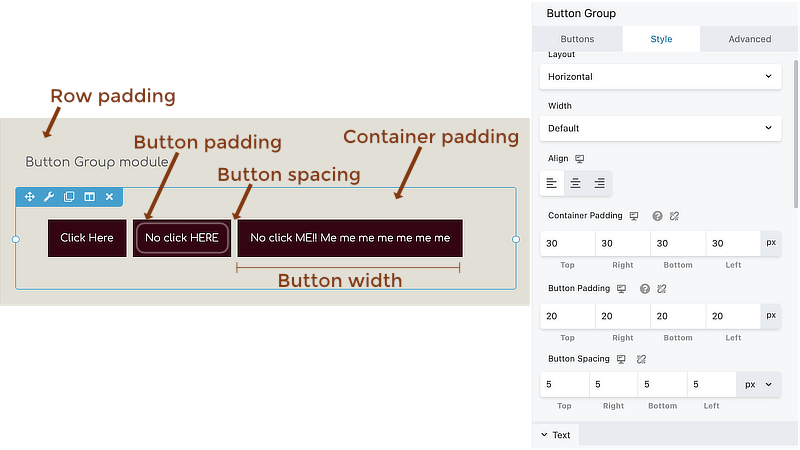 Row padding
Button padding
Container padding
Button Group module
Button spacing
Click Here
No click HERE
No click ME!! Me me me me me me me
Button width
Button Group
Buttons Style Advanced
Layout
Horizontal
Width
Default
Align
Container Padding
30 30 30 30 px
Top Right Bottom Left
Button Padding
20 20 20 20 px
Top Right Bottom Left
Button Spacing
5 5 5 5 px
Top Right Bottom Left
Text